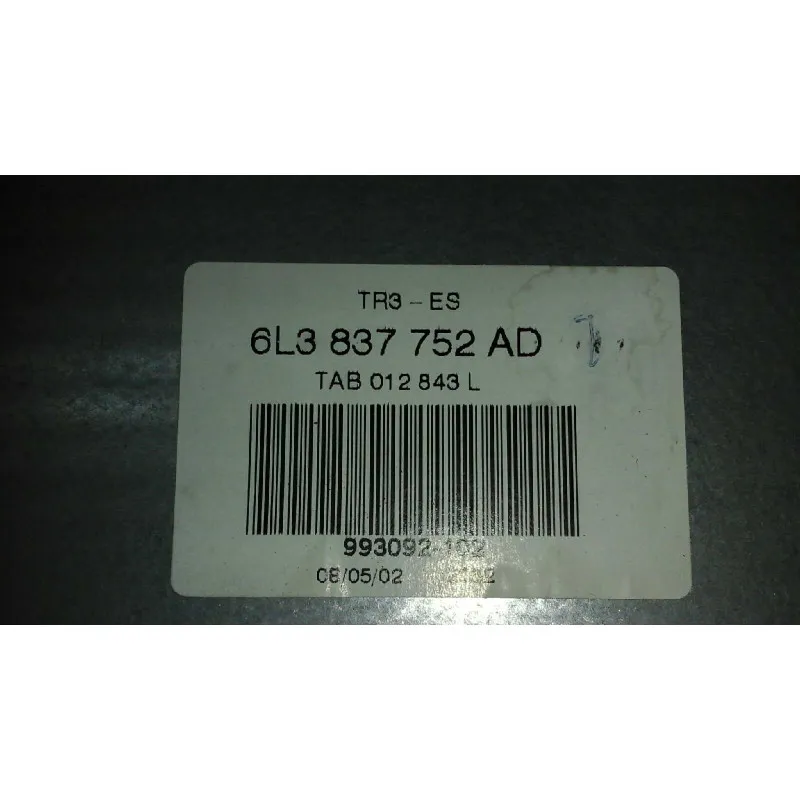 TR3 - ES
6L3 837 752 AD
TAB 012 843 L
993092-102
08/05/02